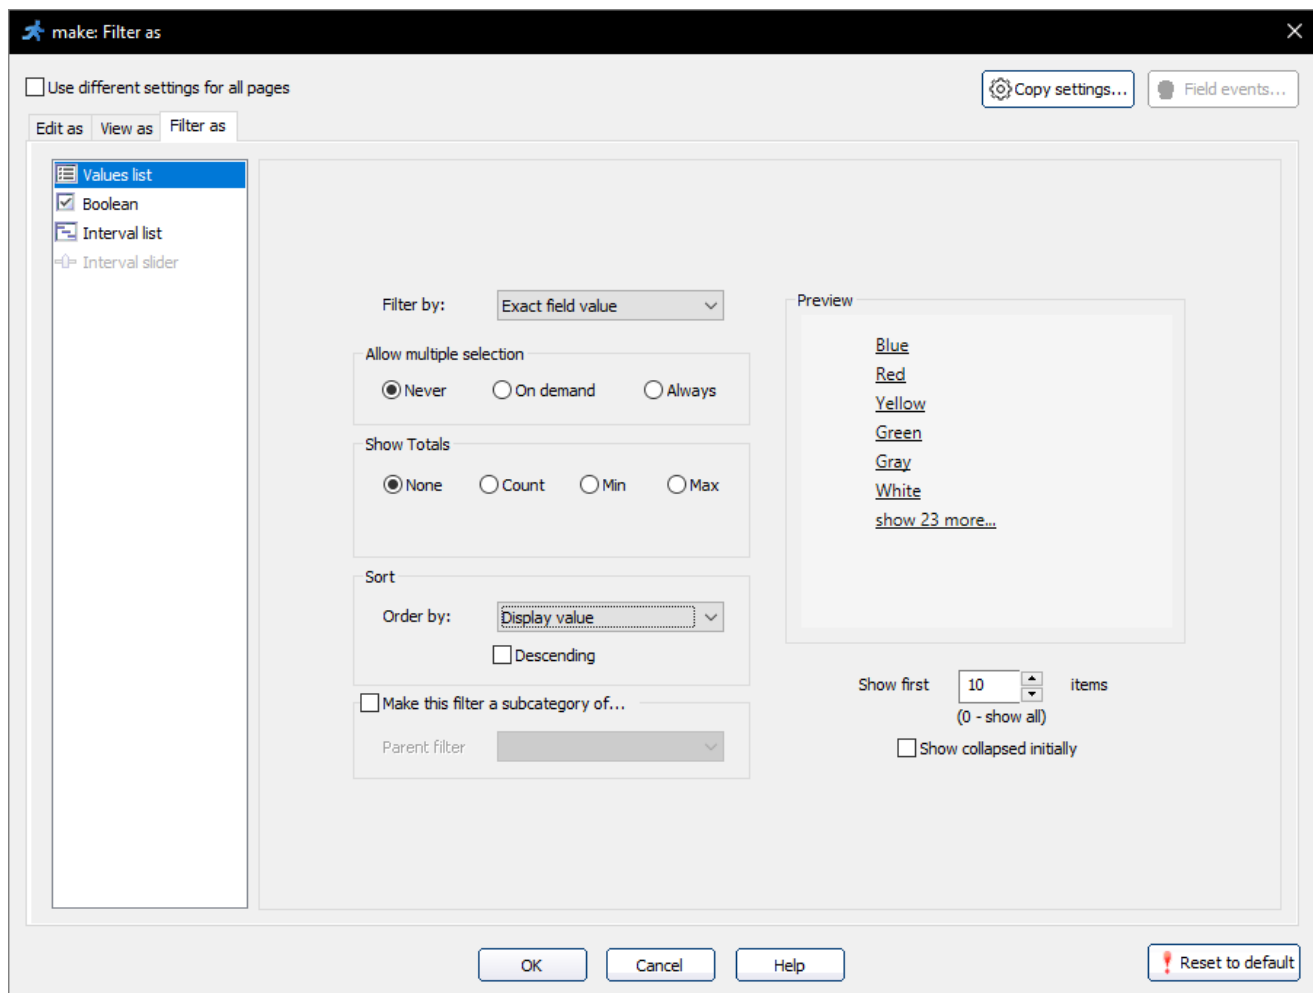 make: Filter as
Use different settings for all pages
Copy settings...
Field events...
Edit as
View as
Filter as
Values list
Boolean
Interval list
Interval slider
Filter by:
Exact field value
Allow multiple selection
Never
On demand
Always
Show Totals
None
Count
Min
Max
Sort
Order by:
Display value
Descending
Make this filter a subcategory of...
Parent filter
Preview
Blue
Red
Yellow
Green
Gray
White
show 23 more...
Show first
10
items
(0 - show all)
Show collapsed initially
OK
Cancel
Help
Reset to default